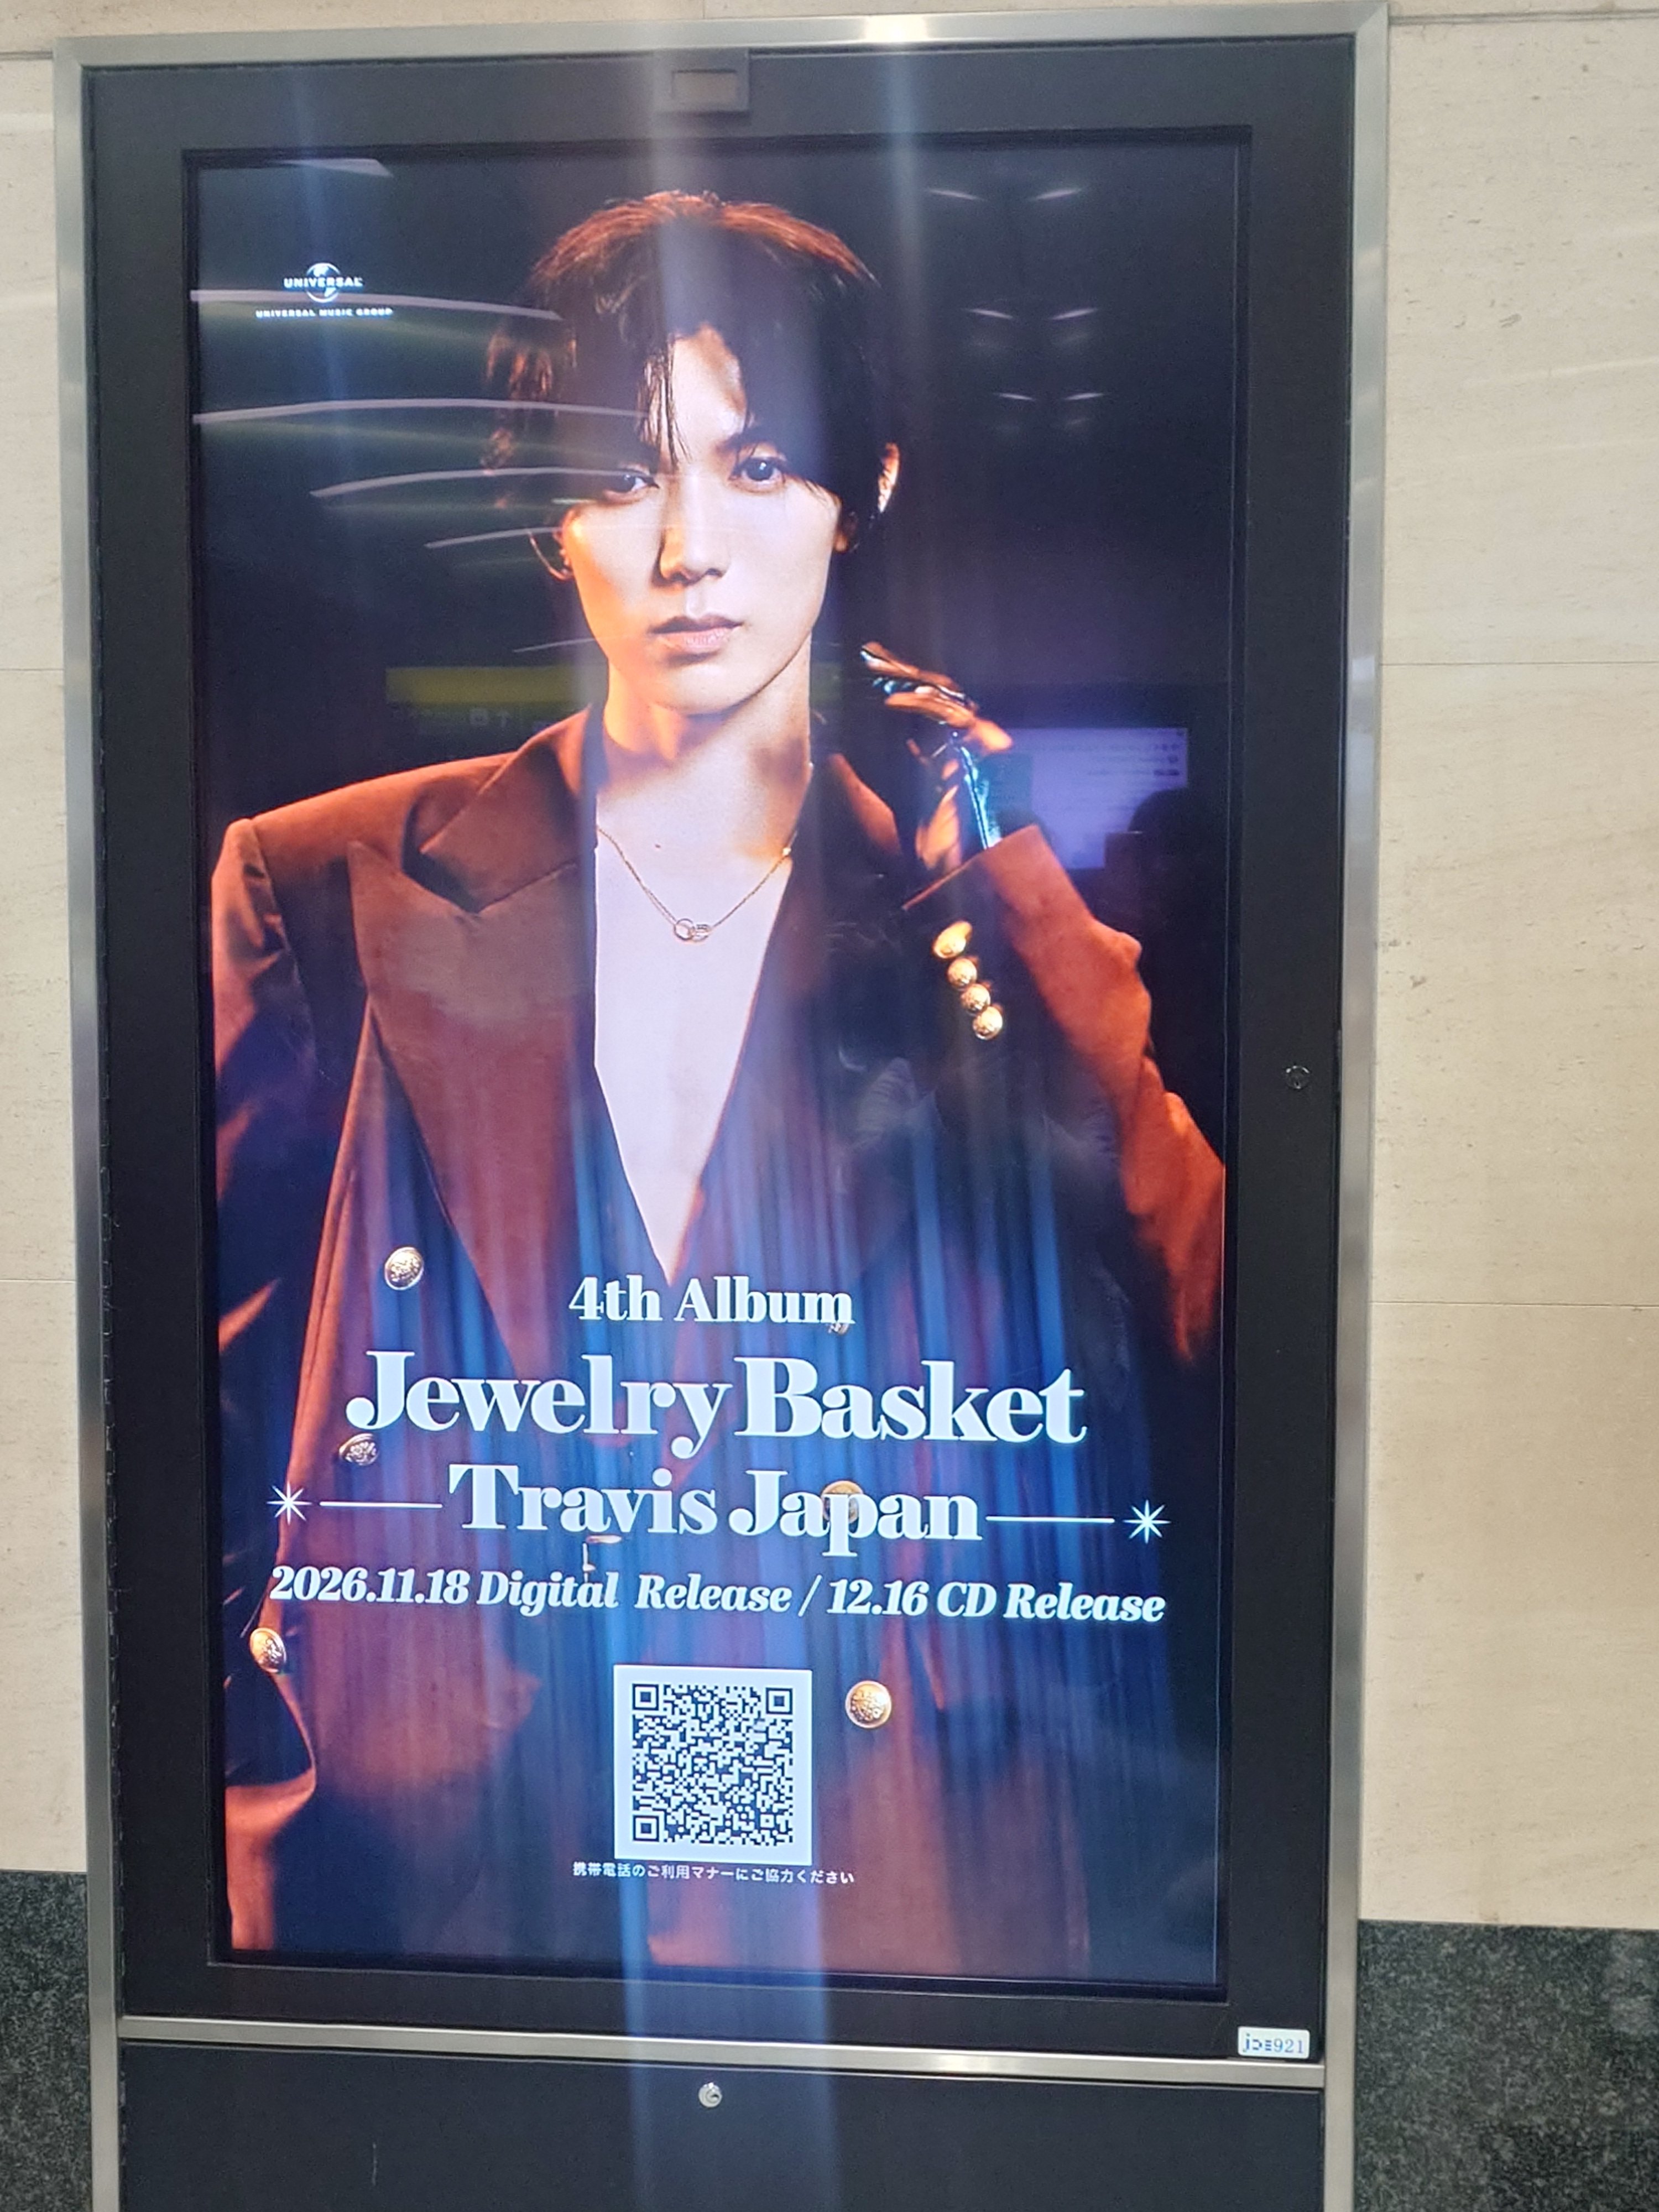 UNIVERSAL
UNIVERSAL MUSIC GROUP
4th Album
Jewelry Basket
Travis Japan
2026.11.18 Digital Release / 12.16 CD Release
携帯電話のご利用マナーにご協力ください